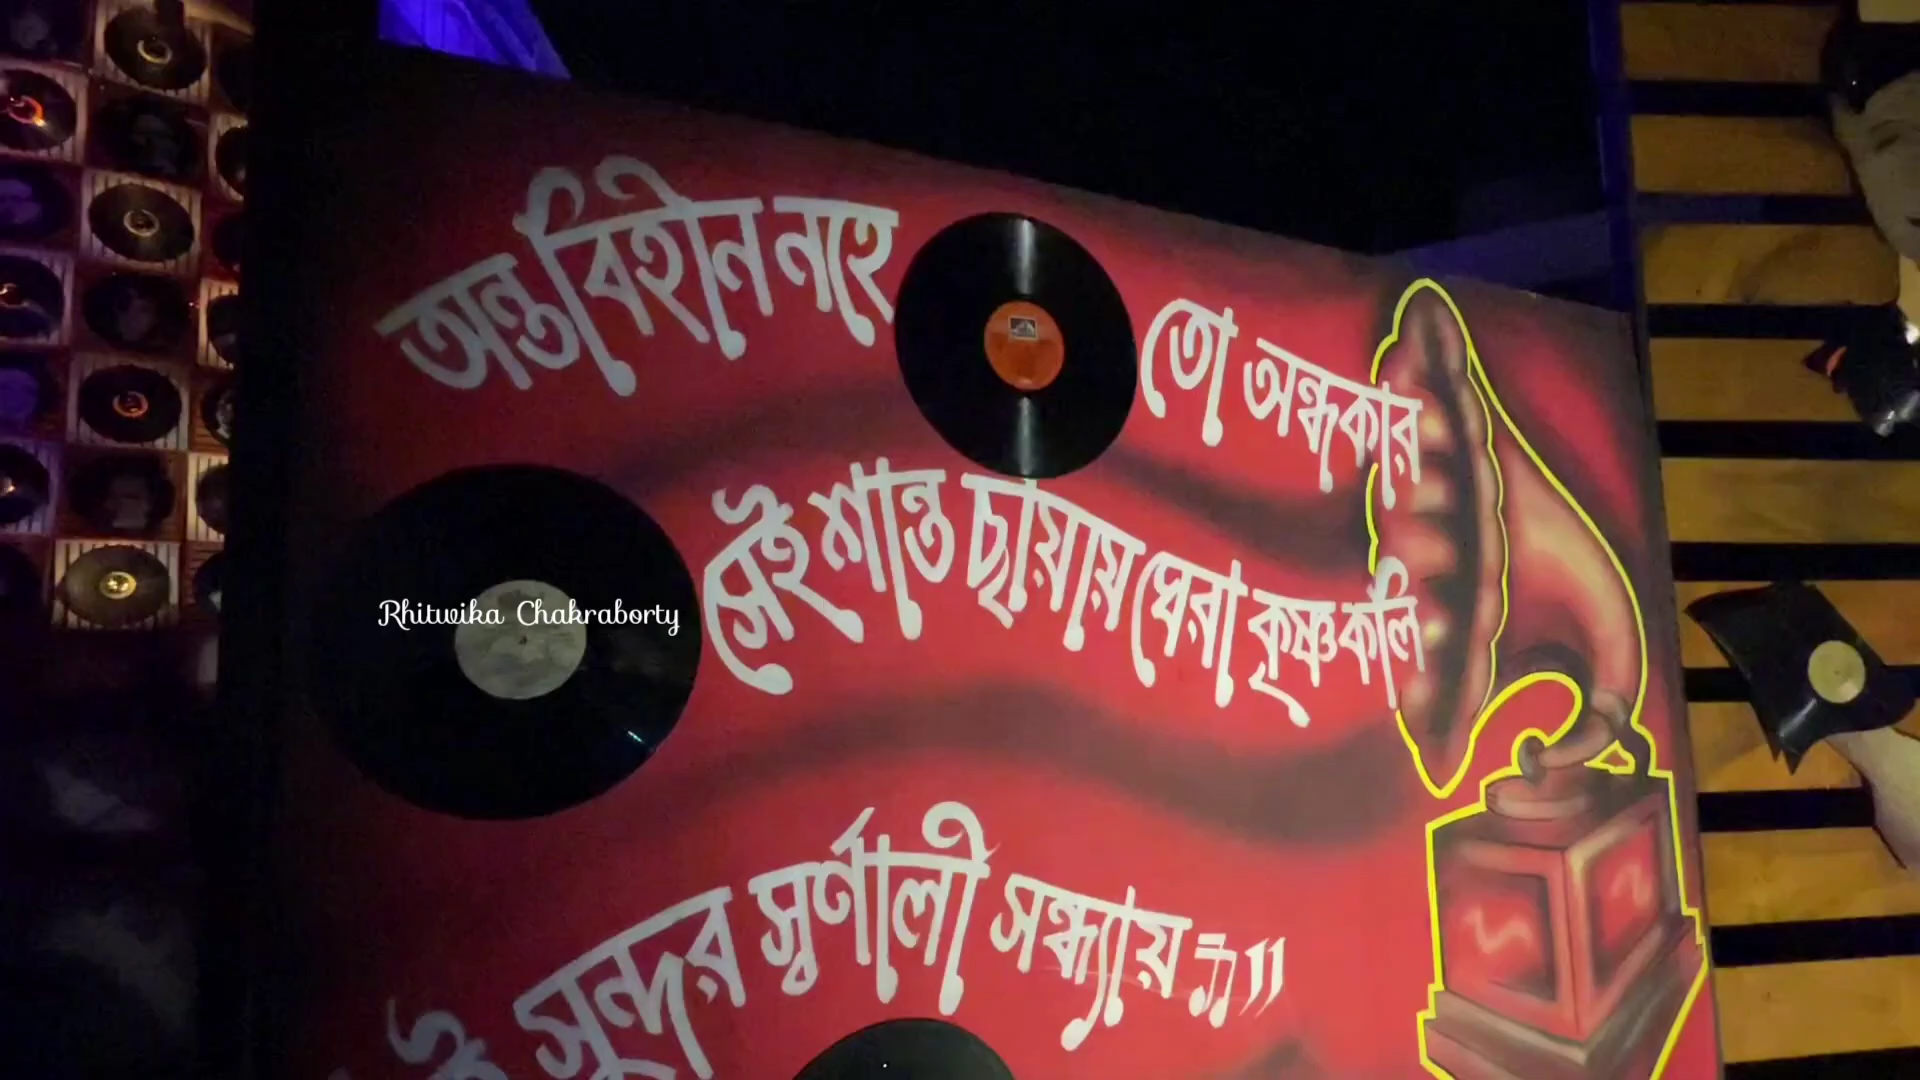 অন্তবিহীন নহে তো অন্ধকার
সেই শান্ত ছায়ায় ঘেরা কৃষ্ণকলি
Rhitwika Chakraborty
সুন্দর স্বর্ণালী সন্ধ্যায় 🎵"